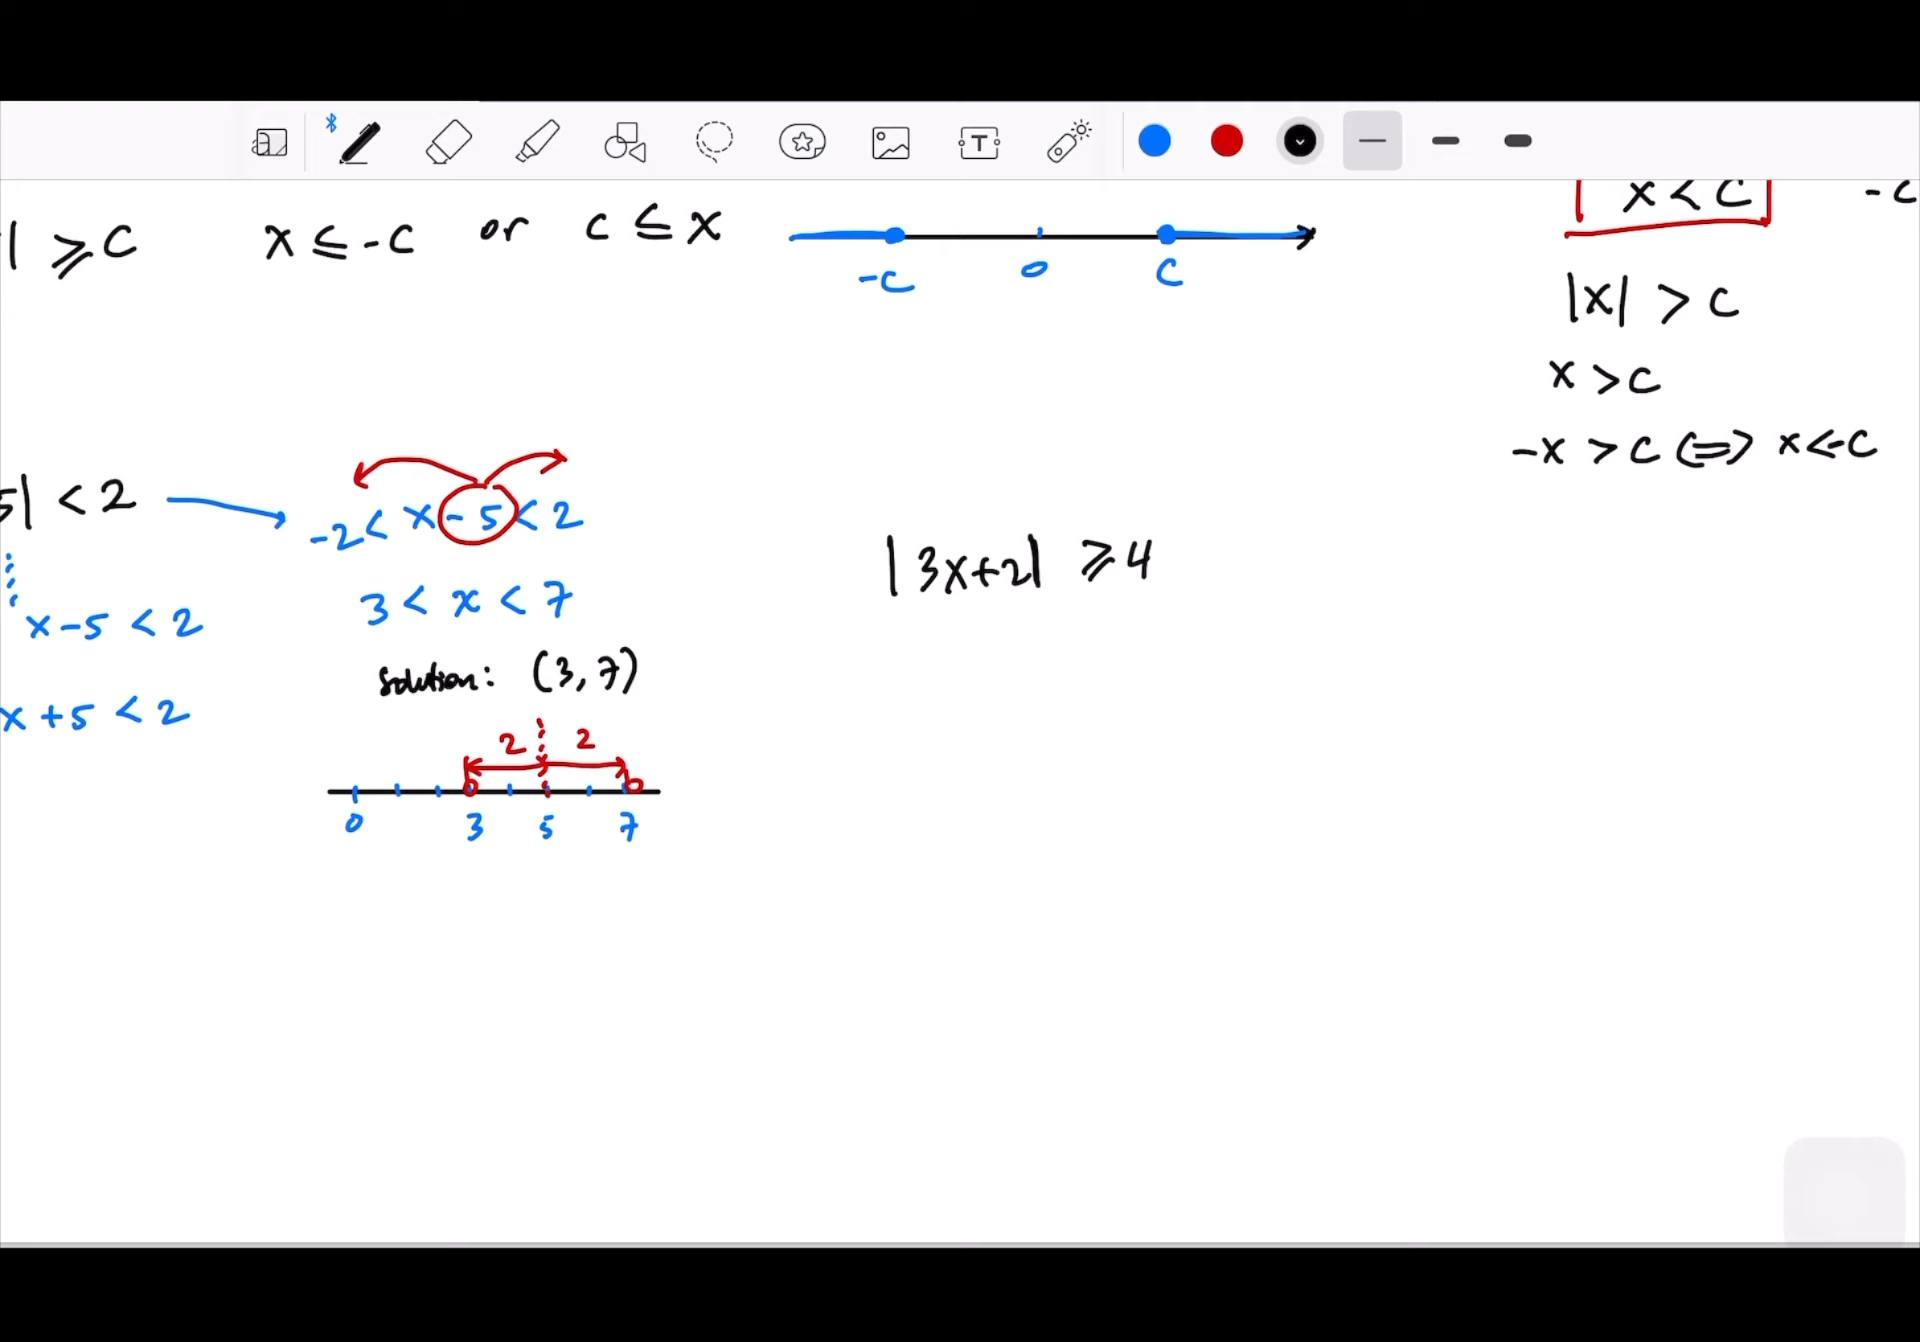 x < c -c
| ≥ c x ≤ -c or c ≤ x
-c 0 c
|x| > c
x > c
-x > c (=> x <-c
5| < 2 -2 < x - 5 < 2
|3x+2| ≥ 4
3 < x < 7
x - 5 < 2
solution: (3, 7)
x + 5 < 2
2 2
0 3 5 7